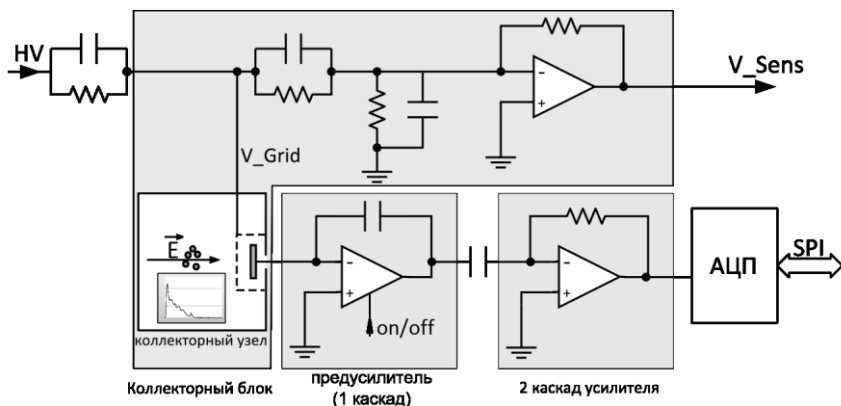 HV
V_Sens
V_Grid
E
коллекторный узел
on/off
АЦП
SPI
Коллекторный блок
предусилитель
(1 каскад)
2 каскад усилителя